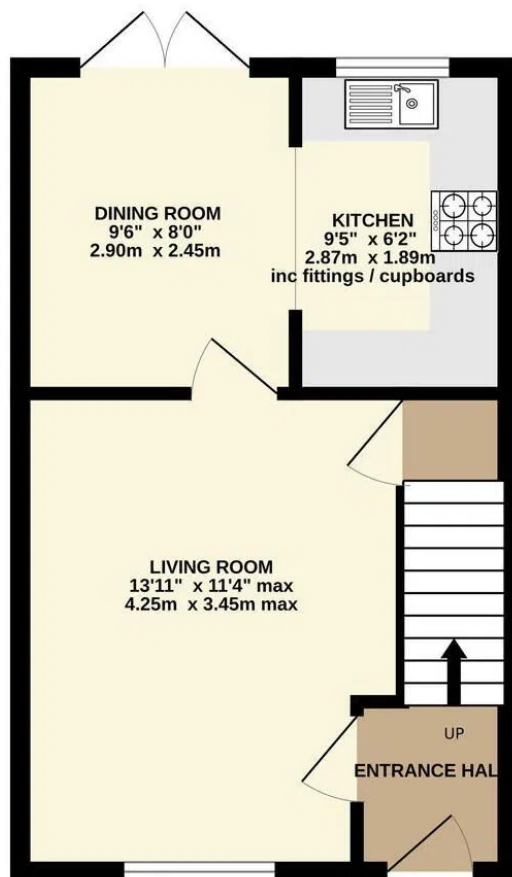 DINING ROOM
9'6" x 8'0"
2.90m x 2.45m
KITCHEN
9'5" x 6'2"
2.87m x 1.89m
inc fittings / cupboards
LIVING ROOM
13'11" x 11'4" max
4.25m x 3.45m max
UP
ENTRANCE HAL